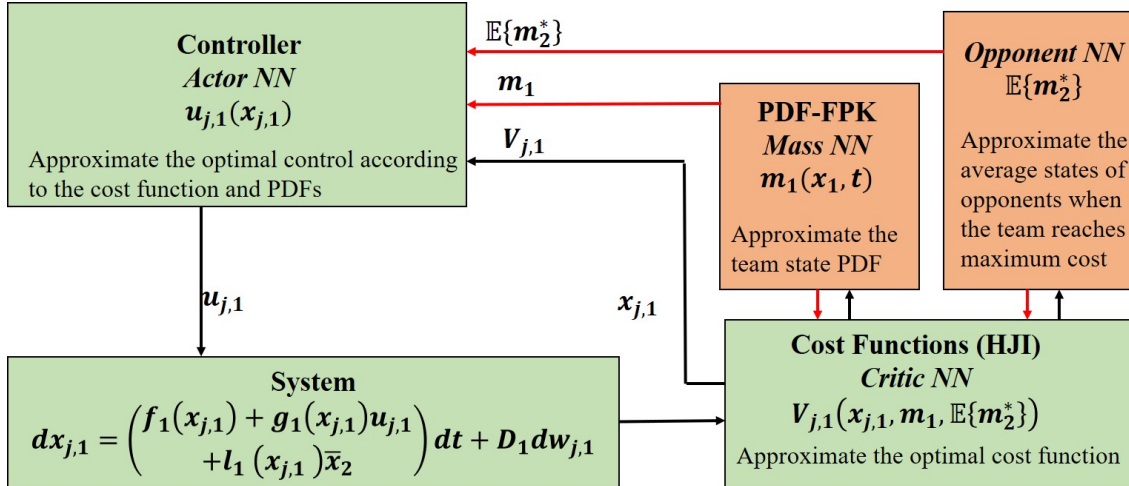 Controller
Actor NN
u_{j,1}(x_{j,1})
Approximate the optimal control according
to the cost function and PDFs
𝔼{m_2^*}
m_1
V_{j,1}
PDF-FPK
Mass NN
m_1(x_1, t)
Approximate the
team state PDF
Opponent NN
𝔼{m_2^*}
Approximate the
average states of
opponents when
the team reaches
maximum cost
u_{j,1}
x_{j,1}
System
dx_{j,1} = (f_1(x_{j,1}) + g_1(x_{j,1})u_{j,1}
+l_1 (x_{j,1})x̅_2) dt + D_1dw_{j,1}
Cost Functions (HJI)
Critic NN
V_{j,1}(x_{j,1}, m_1, 𝔼{m_2^*})
Approximate the optimal cost function